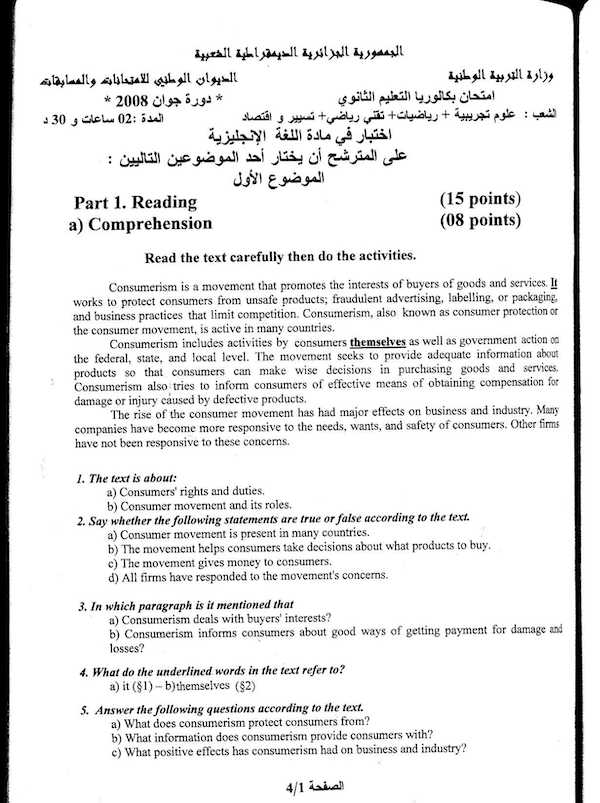 الجمهورية الجزائرية الديمقراطية الشعبية
وزارة التربية الوطنية الديوان الوطني للامتحانات والمسابقات
امتحان بكالوريا التعليم الثانوي * دورة جوان 2008 *
الشعب : علوم تجريبية + رياضيات+ تقني رياضي+ تسيير و اقتصاد المدة :02 ساعات و 30 د
اختبار في مادة اللغة الإنجليزية
على المترشح أن يختار أحد الموضوعين التاليين :
الموضوع الأول
Part 1. Reading (15 points)
a) Comprehension (08 points)
Read the text carefully then do the activities.
Consumerism is a movement that promotes the interests of buyers of goods and services. It
works to protect consumers from unsafe products; fraudulent advertising, labelling, or packaging,
and business practices that limit competition. Consumerism, also known as consumer protection or
the consumer movement, is active in many countries.
Consumerism includes activities by consumers themselves as well as government action on
the federal, state, and local level. The movement seeks to provide adequate information about
products so that consumers can make wise decisions in purchasing goods and services.
Consumerism also tries to inform consumers of effective means of obtaining compensation for
damage or injury caused by defective products.
The rise of the consumer movement has had major effects on business and industry. Many
companies have become more responsive to the needs, wants, and safety of consumers. Other firms
have not been responsive to these concerns.
1. The text is about:
a) Consumers' rights and duties.
b) Consumer movement and its roles.
2. Say whether the following statements are true or false according to the text.
a) Consumer movement is present in many countries.
b) The movement helps consumers take decisions about what products to buy.
c) The movement gives money to consumers.
d) All firms have responded to the movement's concerns.
3. In which paragraph is it mentioned that
a) Consumerism deals with buyers' interests?
b) Consumerism informs consumers about good ways of getting payment for damage and
losses?
4. What do the underlined words in the text refer to?
a) it (§1) – b)themselves (§2)
5. Answer the following questions according to the text.
a) What does consumerism protect consumers from?
b) What information does consumerism provide consumers with?
c) What positive effects has consumerism had on business and industry?
الصفحة 4/1